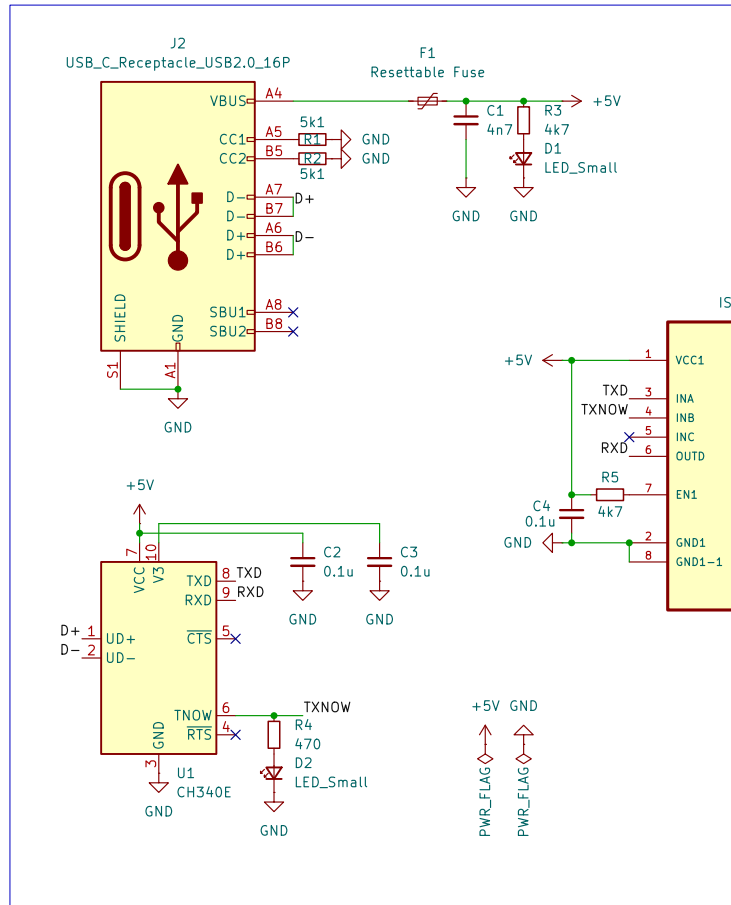 J2
USB_C_Receptacle_USB2.0_16P
VBUS A4
CC1 A5
CC2 B5
D- A7
D- B7
D+ A6
D+ B6
SBU1 A8
SBU2 B8
SHIELD
GND
S1
A1
GND
5k1
R1 GND
R2 GND
5k1
D+
D-
F1
Resettable Fuse
+5V
C1
4n7
GND
R3
4k7
D1
LED_Small
GND
IS
+5V
1 VCC1
TXD 3 INA
TXNOW 4 INB
5 INC
RXD 6 OUTD
R5
4k7
7 EN1
C4
0.1u
GND
2 GND1
8 GND1-1
+5V
7 10
VCC V3
C2
0.1u
GND
C3
0.1u
GND
TXD 8 TXD
RXD 9 RXD
CTS 5
D+ 1 UD+
D- 2 UD-
TNOW 6 TXNOW
RTS 4
GND
3
GND
U1
CH340E
R4
470
D2
LED_Small
GND
+5V GND
PWR_FLAG
PWR_FLAG